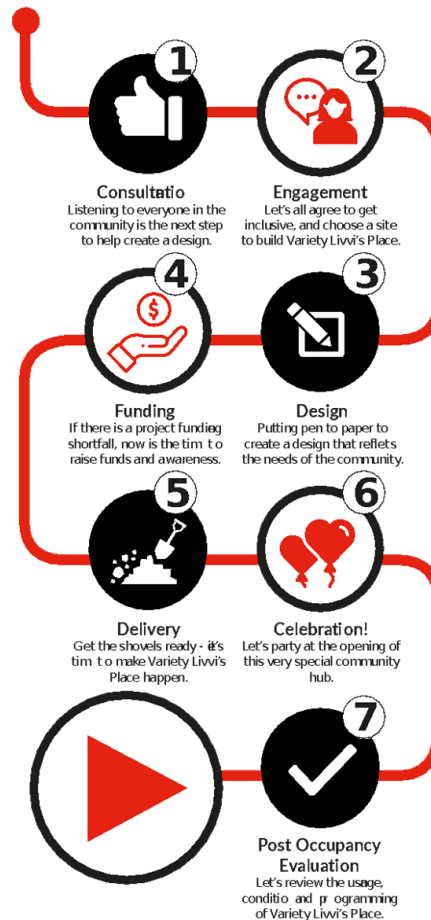 1
Consultatio
Listening to everyone in the
community is the next step
to help create a design.
2
Engagement
Let's all agree to get
inclusive, and choose a site
to build Variety Livvi's Place.
3
Design
Putting pen to paper to
create a design that reflets
the needs of the community.
4
Funding
If there is a project funding
shortfall, now is the tim t o
raise funds and awareness.
5
Delivery
Get the shovels ready - it's
tim t o make Variety Livvi's
Place happen.
6
Celebration!
Let's party at the opening of
this very special community
hub.
7
Post Occupancy
Evaluation
Let's review the usage,
conditio and pr ogramming
of Variety Livvi's Place.